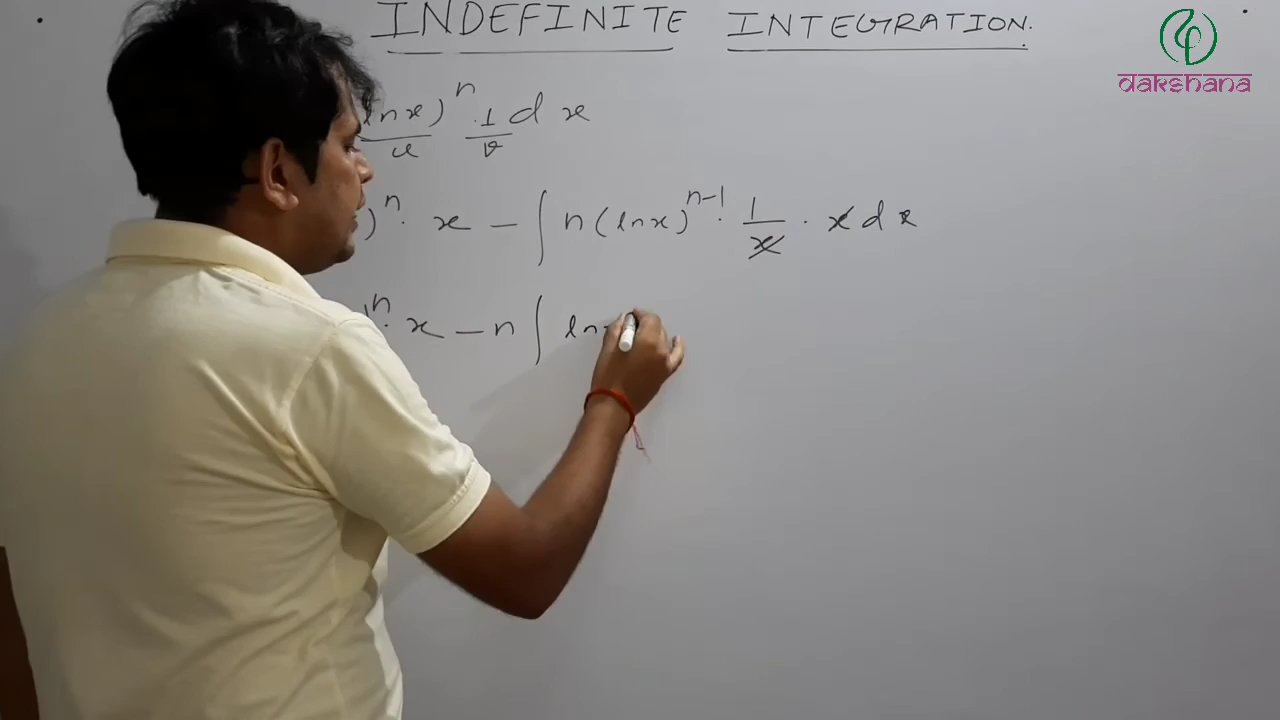 INDEFINITE INTEGRATION.
dakshana
lnx)^n · 1 dx
u v
)^n · x - ∫ n(lnx)^{n-1} · 1/x · x dx
^n · x - n ∫ ln